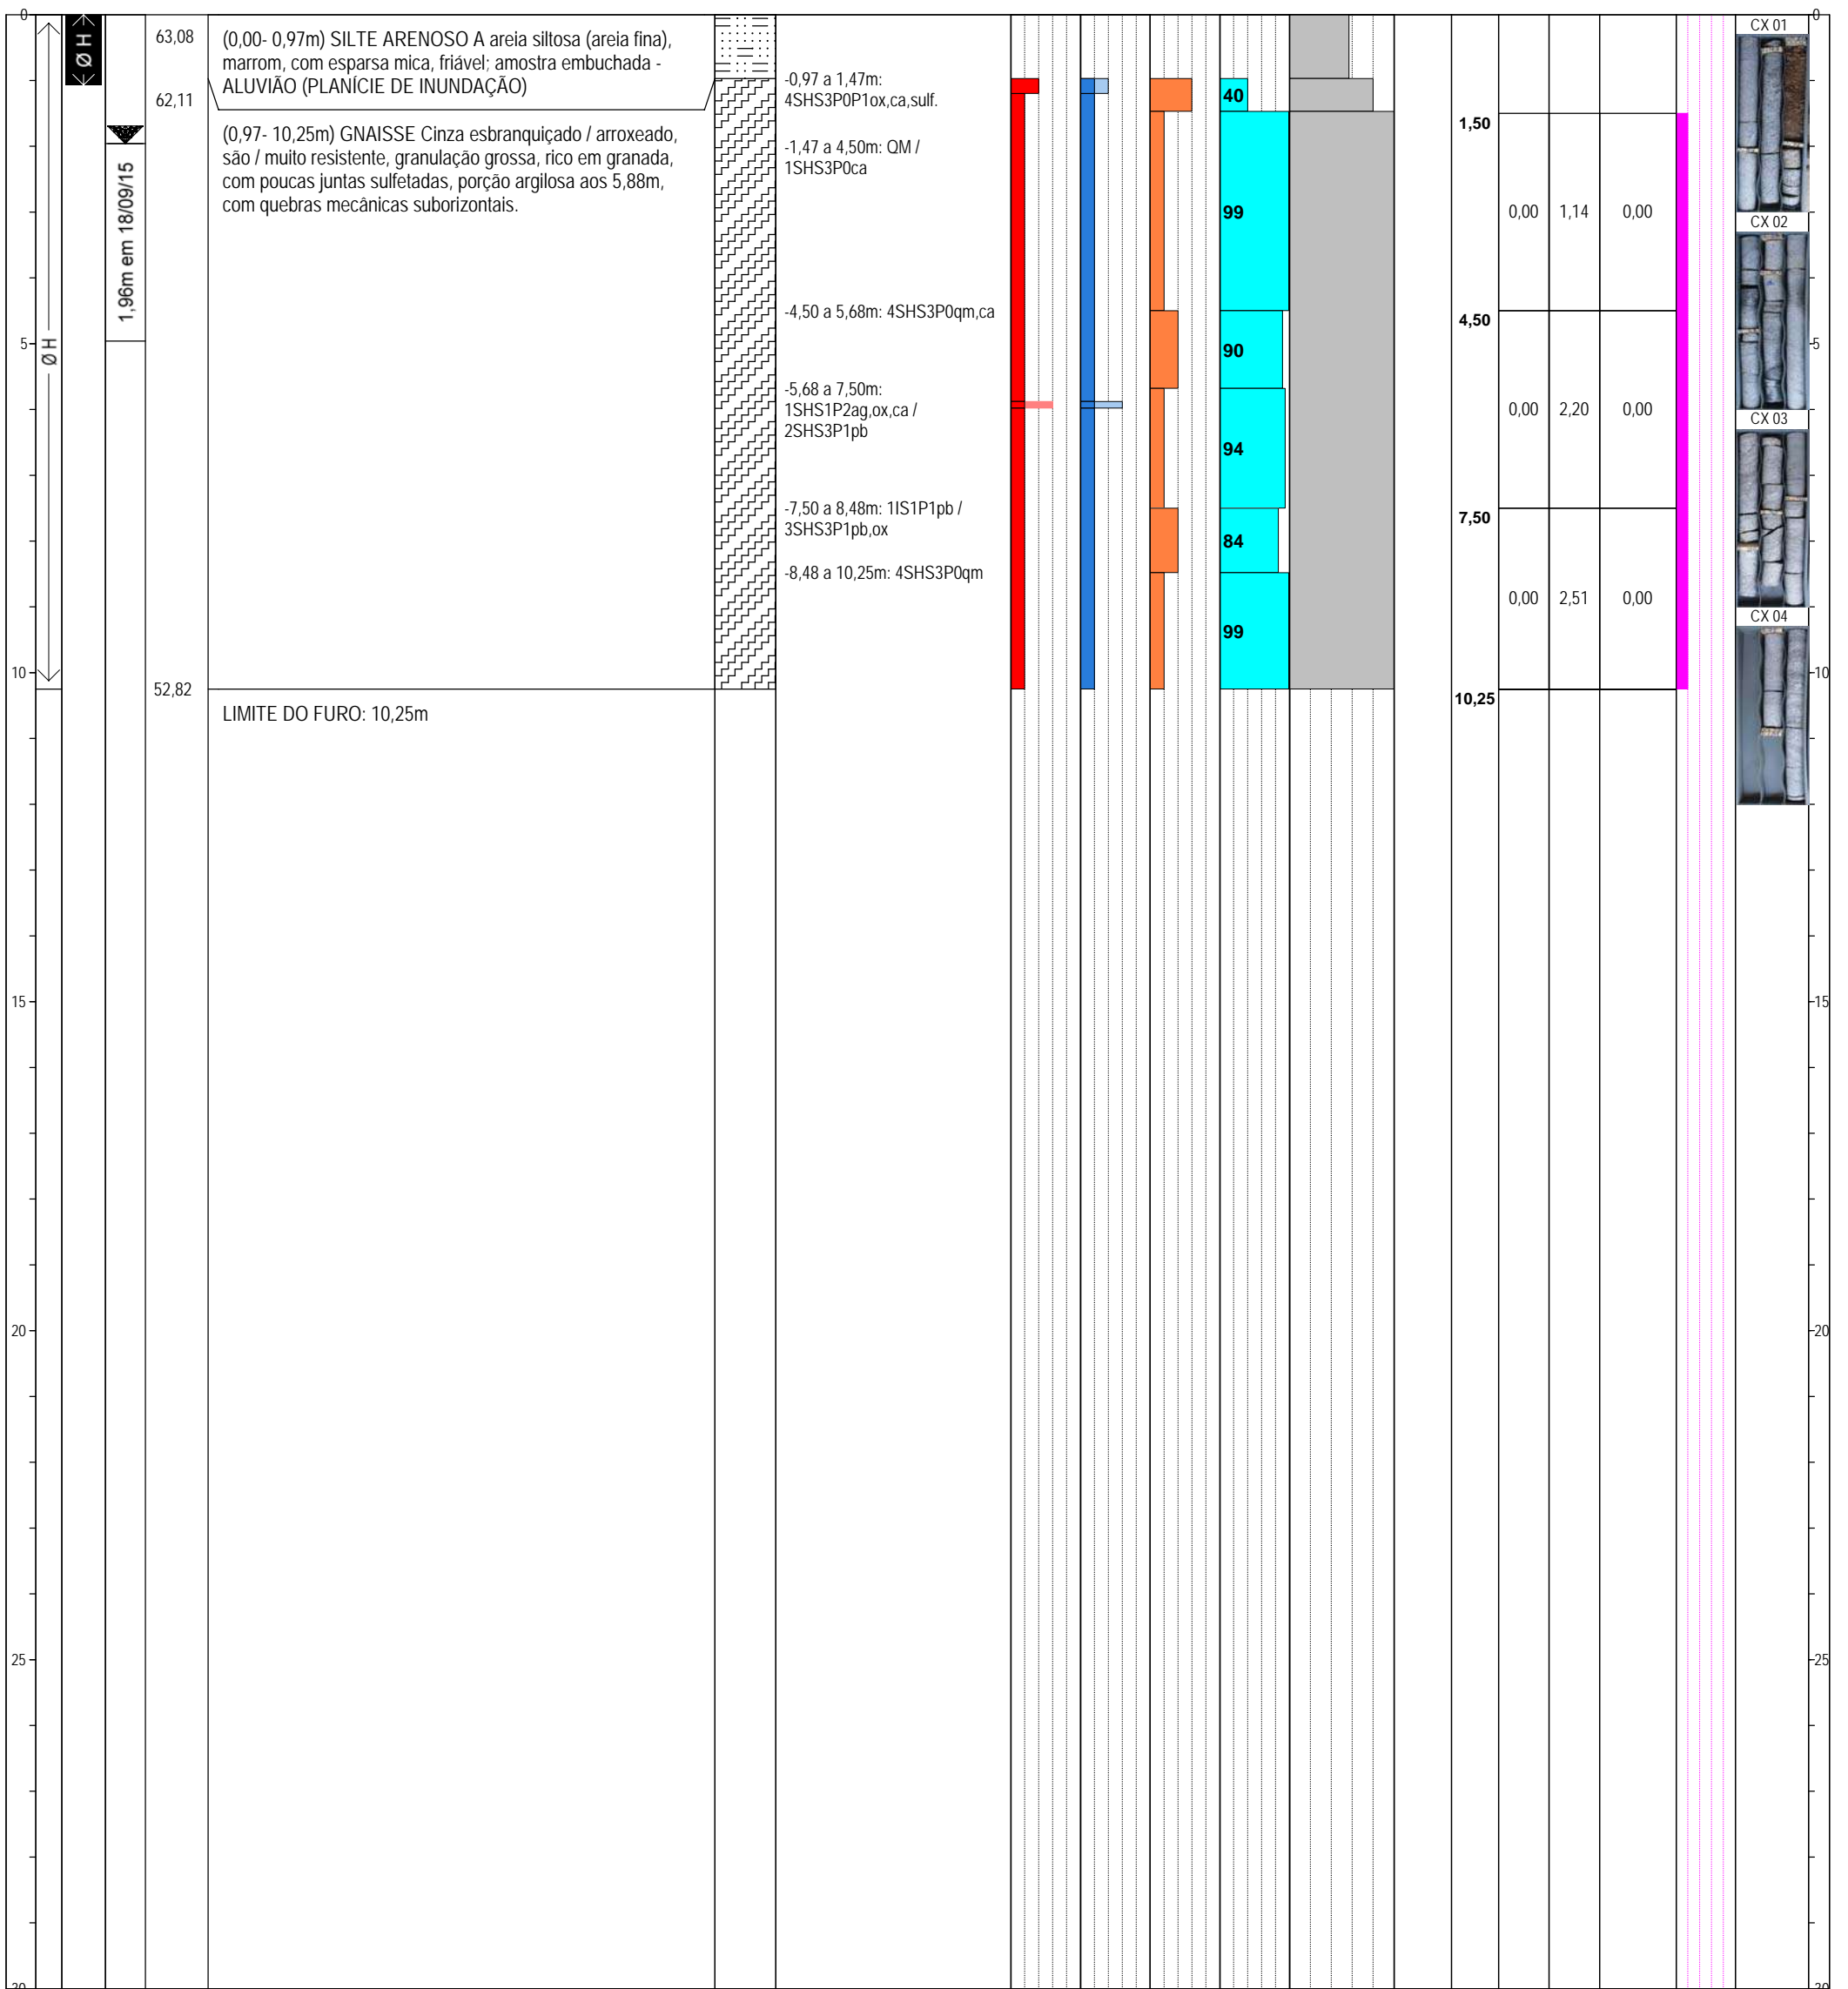 0
Ø H
63,08
(0,00- 0,97m) SILTE ARENOSO A areia siltosa (areia fina),
marrom, com esparsa mica, friável; amostra embuchada -
ALUVIÃO (PLANÍCIE DE INUNDAÇÃO)
62,11
(0,97- 10,25m) GNAISSE Cinza esbranquiçado / arroxeado,
são / muito resistente, granulação grossa, rico em granada,
com poucas juntas sulfetadas, porção argilosa aos 5,88m,
com quebras mecânicas suborizontais.
1,96m em 18/09/15
Ø H
-0,97 a 1,47m:
4SHS3P0P1ox,ca,sulf.
-1,47 a 4,50m: QM /
1SHS3P0ca
-4,50 a 5,68m: 4SHS3P0qm,ca
-5,68 a 7,50m:
1SHS1P2ag,ox,ca /
2SHS3P1pb
-7,50 a 8,48m: 1IS1P1pb /
3SHS3P1pb,ox
-8,48 a 10,25m: 4SHS3P0qm
40
99
90
94
84
99
1,50
0,00 1,14 0,00
4,50
0,00 2,20 0,00
7,50
0,00 2,51 0,00
10,25
CX 01
CX 02
CX 03
CX 04
52,82
LIMITE DO FURO: 10,25m
5
10
15
20
25
30
0
5
10
15
20
25
30